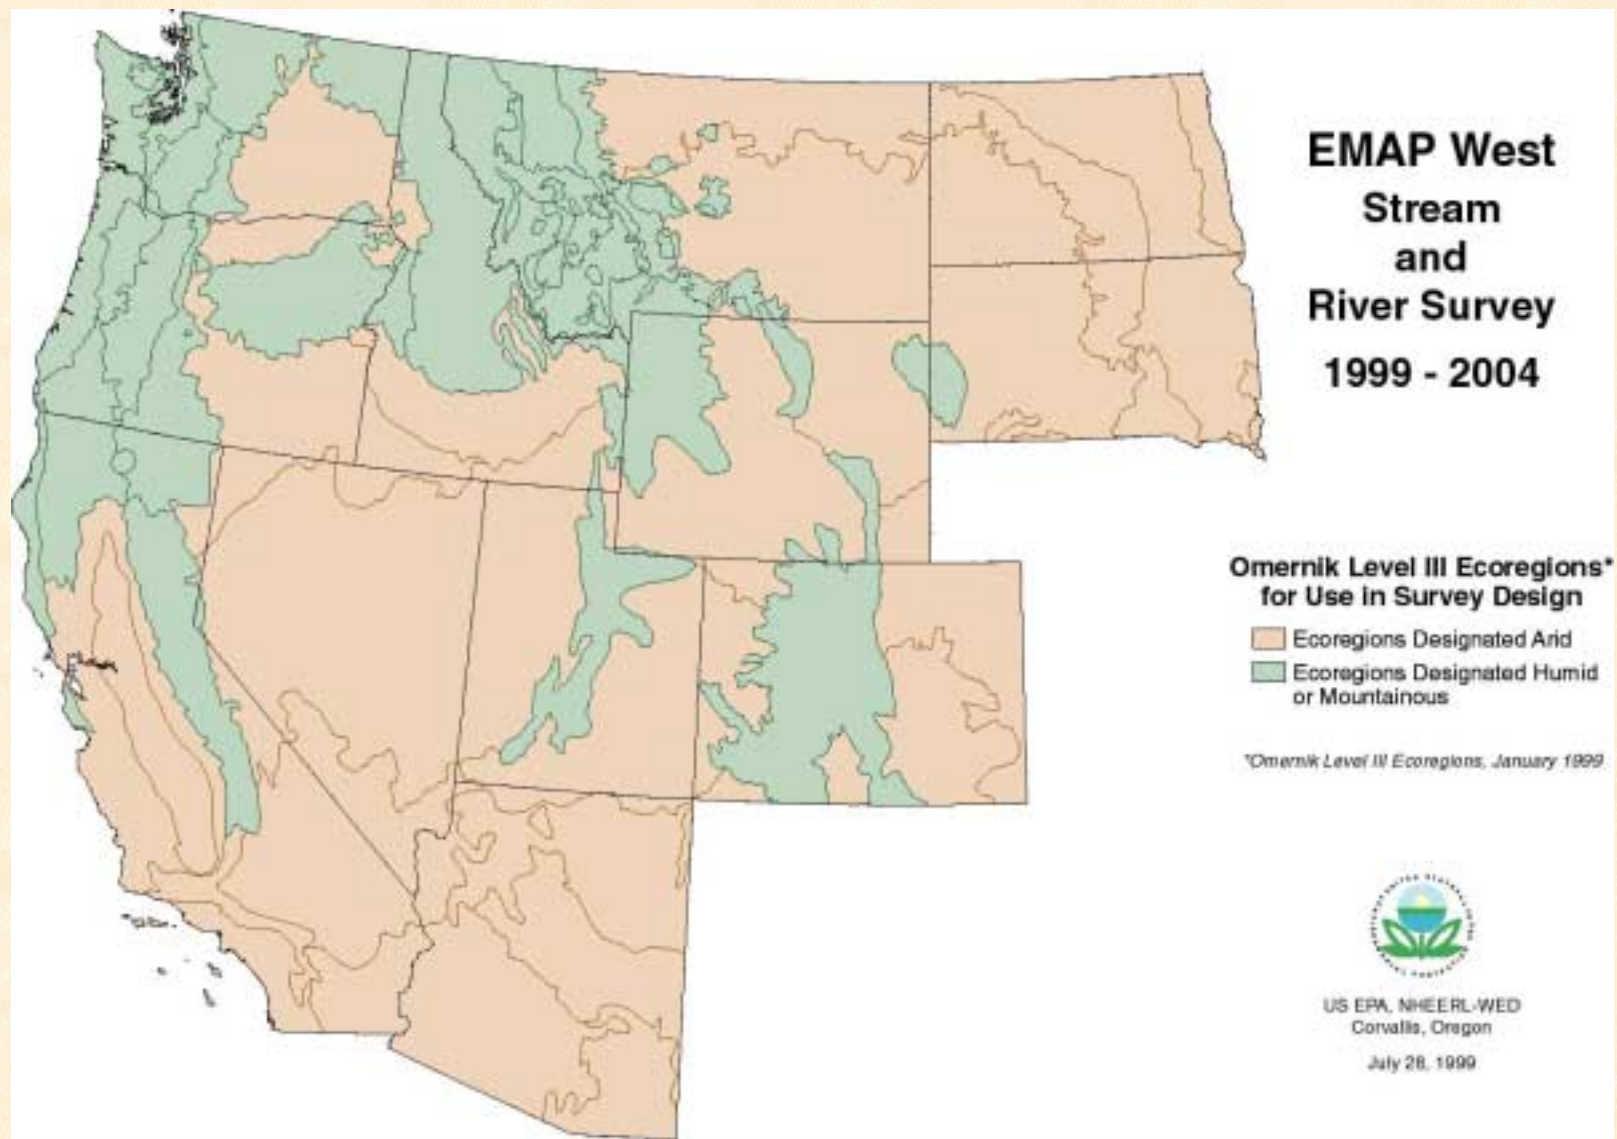 EMAP West
Stream
and
River Survey
1999 - 2004
Omernik Level III Ecoregions*
for Use in Survey Design
Ecoregions Designated Arid
Ecoregions Designated Humid
or Mountainous
*Omernik Level III Ecoregions, January 1999
US EPA, NHEERL-WED
Corvallis, Oregon
July 28, 1999